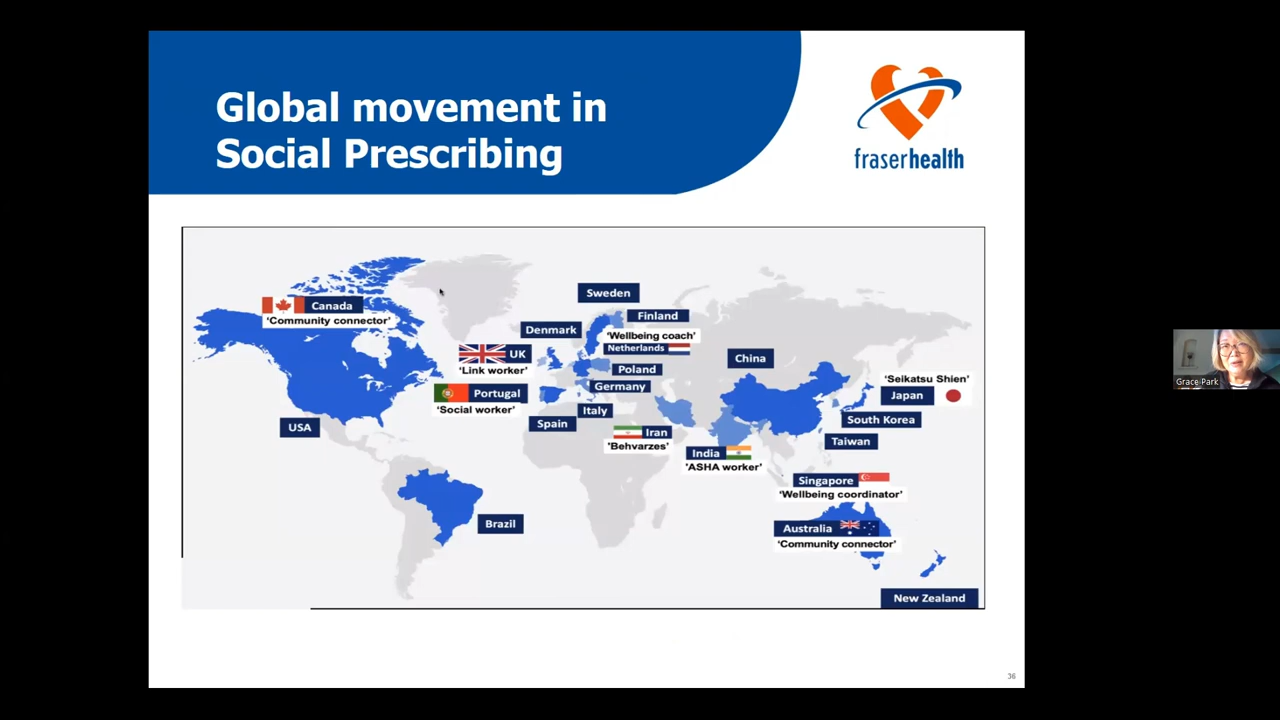 Global movement in
Social Prescribing
fraserhealth
Canada
‘Community connector’
USA
Brazil
UK
‘Link worker’
Portugal
‘Social worker’
Spain
Sweden
Finland
Denmark
‘Wellbeing coach’
Netherlands
Poland
Germany
Italy
Iran
‘Behvarzes’
India
‘ASHA worker’
China
‘Seikatsu Shien’
Japan
South Korea
Taiwan
Singapore
‘Wellbeing coordinator’
Australia
‘Community connector’
New Zealand
36
Grace Park